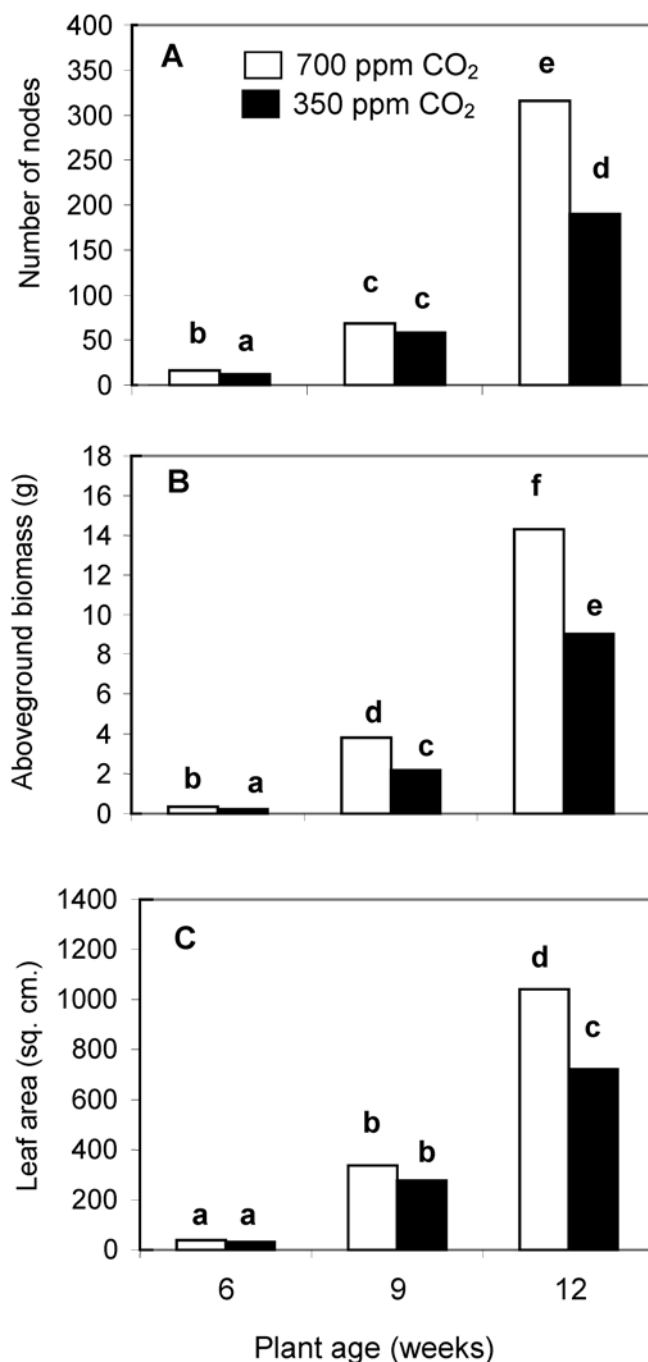 400
350
300
250
200
150
100
50
0
Number of nodes
A
700 ppm CO₂
350 ppm CO₂
b
a
c
c
e
d
18
16
14
12
10
8
6
4
2
0
Aboveground biomass (g)
B
b
a
d
c
f
e
1400
1200
1000
800
600
400
200
0
Leaf area (sq. cm.)
C
a
a
b
b
d
c
6
9
12
Plant age (weeks)